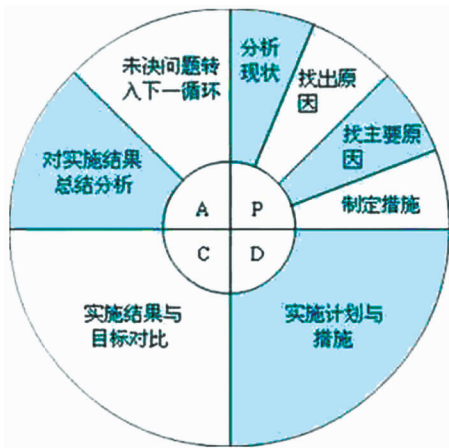 未决问题转
入下一循环
分析
现状
找出原
因
找主要原
因
制定措施
对实施结果
总结分析
A
P
C
D
实施结果与
目标对比
实施计划与
措施